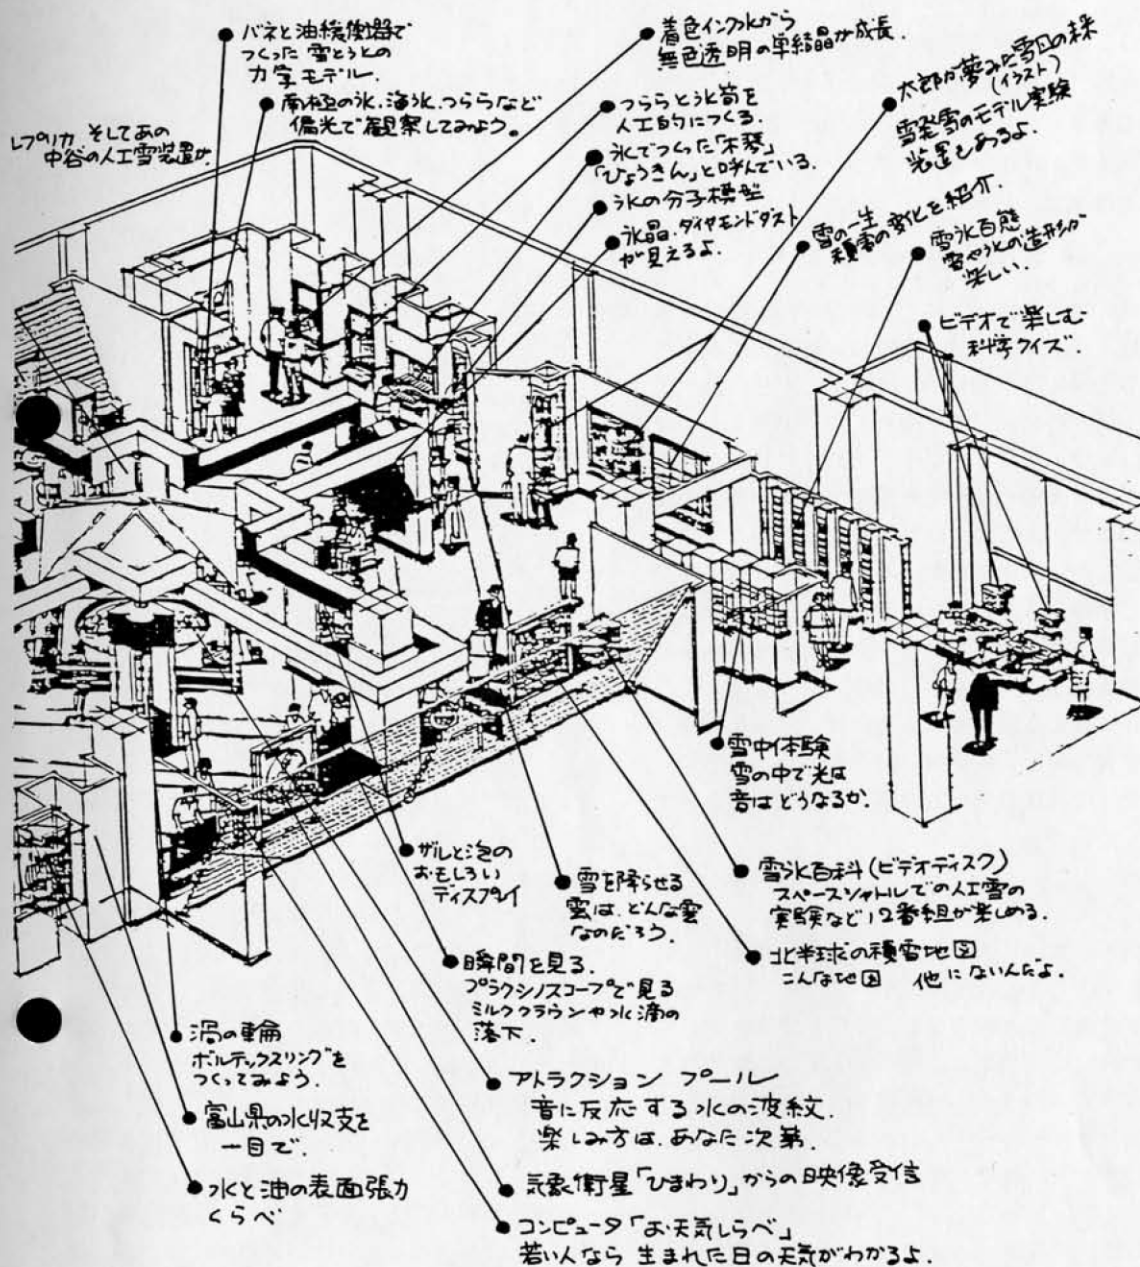 バネと油緩衝器で
つくった雪とうとの
力学モデル.
南極の氷.海氷.つららなど
偏光で観察してみよう。
レプリカ そしてあの
中谷の人工雪装置が.
着色インク水から
無色透明の単結晶が成長.
つららと氷筍を
人工的につくる.
氷でつくった「木琴」
「ひょうきん」と呼んでいる.
氷の分子模型
氷晶.ダイヤモンドダスト
が見えるよ.
太郎が夢みた雪国の
(イラスト)
雪発電のモデル実験
装置もあるよ.
雪の一生
積雪の変化を紹介.
雪氷百態
雪や氷の造形が
楽しい.
ビデオで楽しむ
科学クイズ.
雪中体験
雪の中で光は
音はどうなるか.
雪氷百科(ビデオディスク)
スペースシャトルでの人工雪の
実験など12番組が楽しめる.
北半球の積雪地図
こんな地図 他にないんだよ.
雪を降らせる
雲は、どんな雲
なのだろう.
ザルと泡の
おもしろい
ディスプレイ
瞬間を見る.
プラクシノスコープで見る
ミルククラウンや水滴の
落下.
渦の輪
ボルテックスリングを
つくってみよう.
富山県の水収支を
一目で.
水と油の表面張力
くらべ
アトラクション プール
音に反応する水の波紋.
楽しみ方は、あなた次第.
気象衛星「ひまわり」からの映像受信
コンピュータ「お天気しらべ」
若い人なら 生まれた日の天気がわかるよ.